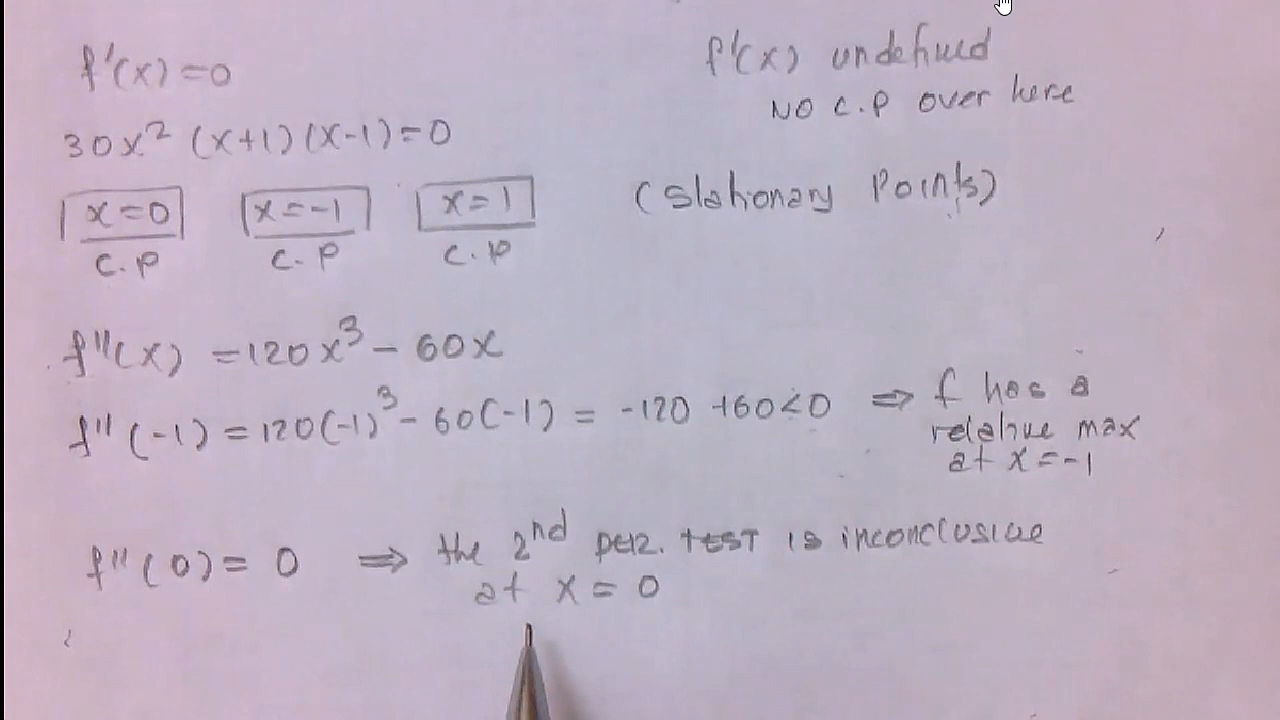 f'(x) = 0
30x² (x+1)(x-1) = 0
x = 0 x = -1 x = 1
c.p c.p c.p
f'(x) undefined
NO C.P over here
(Stationary Points)
f''(x) = 120x³ - 60x
f''(-1) = 120(-1)³ - 60(-1) = -120 +60 < 0 ⇒ f has a
relative max
at x = -1
f''(0) = 0 ⇒ the 2nd Der. TEST is inconclusive
at x = 0